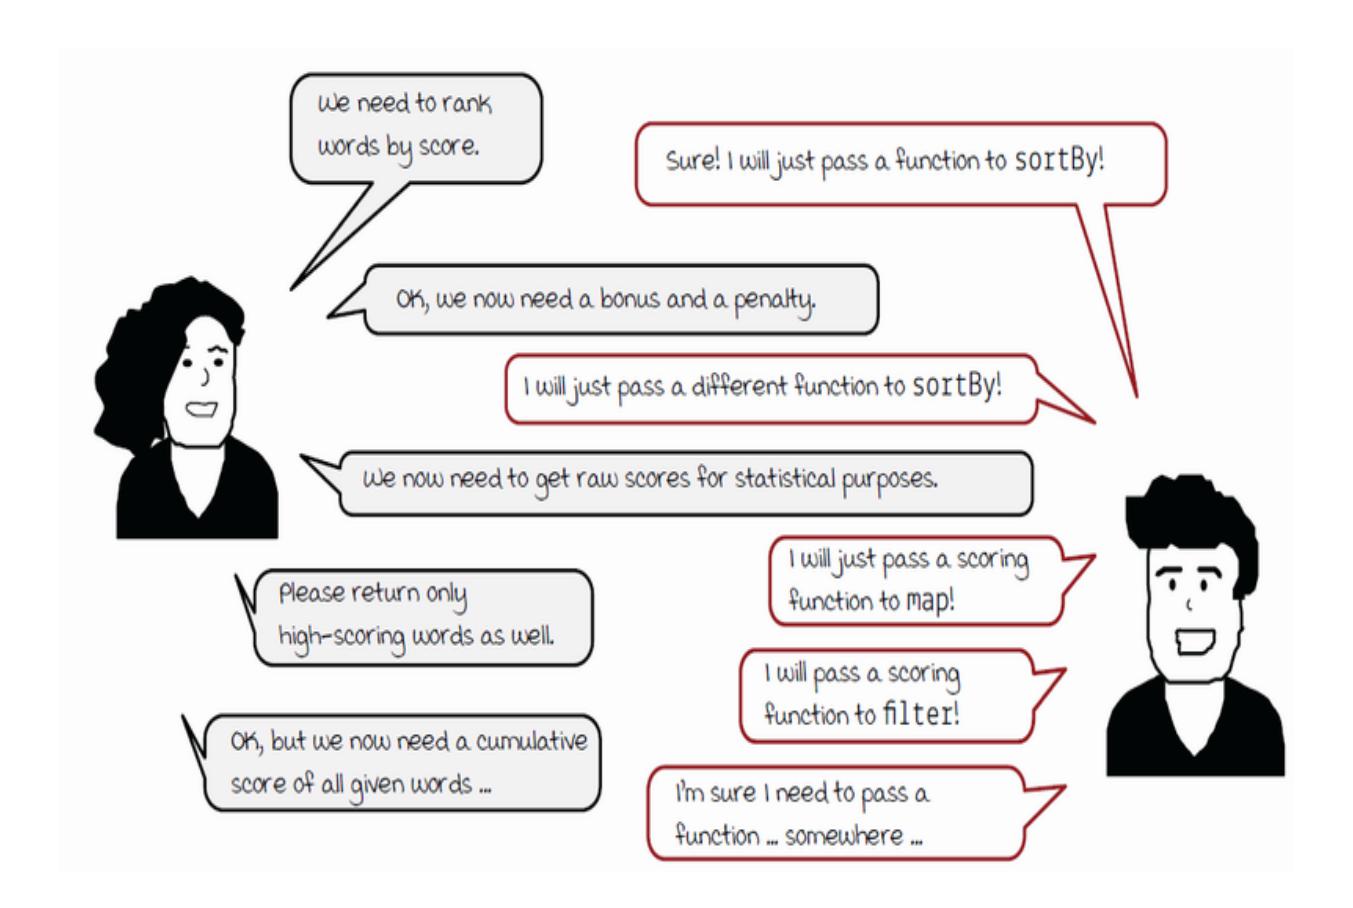 We need to rank
words by score.
Sure! I will just pass a function to sortBy!
OK, we now need a bonus and a penalty.
I will just pass a different function to sortBy!
We now need to get raw scores for statistical purposes.
I will just pass a scoring
function to map!
Please return only
high-scoring words as well.
I will pass a scoring
function to filter!
OK, but we now need a cumulative
score of all given words ...
I'm sure I need to pass a
function ... somewhere ...